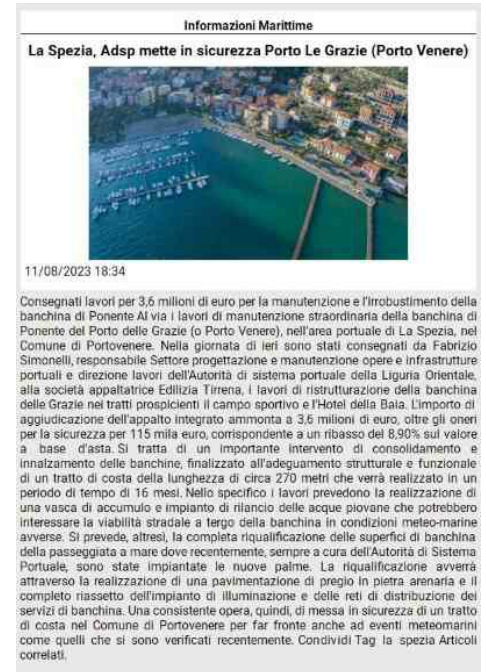 Informazioni Marittime
La Spezia, Adsp mette in sicurezza Porto Le Grazie (Porto Venere)
11/08/2023 18:34
Consegnati lavori per 3,6 milioni di euro per la manutenzione e l'irrobustimento della
banchina di Ponente Al via i lavori di manutenzione straordinaria della banchina di
Ponente del Porto delle Grazie (o Porto Venere), nell'area portuale di La Spezia, nel
Comune di Portovenere. Nella giornata di ieri sono stati consegnati da Fabrizio
Simonelli, responsabile Settore progettazione e manutenzione opere e infrastrutture
portuali e direzione lavori dell'Autorità di sistema portuale della Liguria Orientale,
alla società appaltatrice Edilizia Tirrena, i lavori di ristrutturazione della banchina
delle Grazie nei tratti prospicienti il campo sportivo e l'Hotel della Baia. L'importo di
aggiudicazione dell'appalto integrato ammonta a 3,6 milioni di euro, oltre gli oneri
per la sicurezza per 115 mila euro, corrispondente a un ribasso del 8,90% sul valore
a base d'asta. Si tratta di un importante intervento di consolidamento e
innalzamento delle banchine, finalizzato all'adeguamento strutturale e funzionale
di un tratto di costa della lunghezza di circa 270 metri che verrà realizzato in un
periodo di tempo di 16 mesi. Nello specifico i lavori prevedono la realizzazione di
una vasca di accumulo e impianto di rilancio delle acque piovane che potrebbero
interessare la viabilità stradale a tergo della banchina in condizioni meteo-marine
avverse. Si prevede, altresì, la completa riqualificazione delle superfici di banchina
della passeggiata a mare dove recentemente, sempre a cura dell'Autorità di Sistema
Portuale, sono state impiantate le nuove palme. La riqualificazione avverrà
attraverso la realizzazione di una pavimentazione di pregio in pietra arenaria e il
completo riassetto dell'impianto di illuminazione e delle reti di distribuzione dei
servizi di banchina. Una consistente opera, quindi, di messa in sicurezza di un tratto
di costa nel Comune di Portovenere per far fronte anche ad eventi meteomarini
come quelli che si sono verificati recentemente. Condividi Tag la spezia Articoli
correlati.